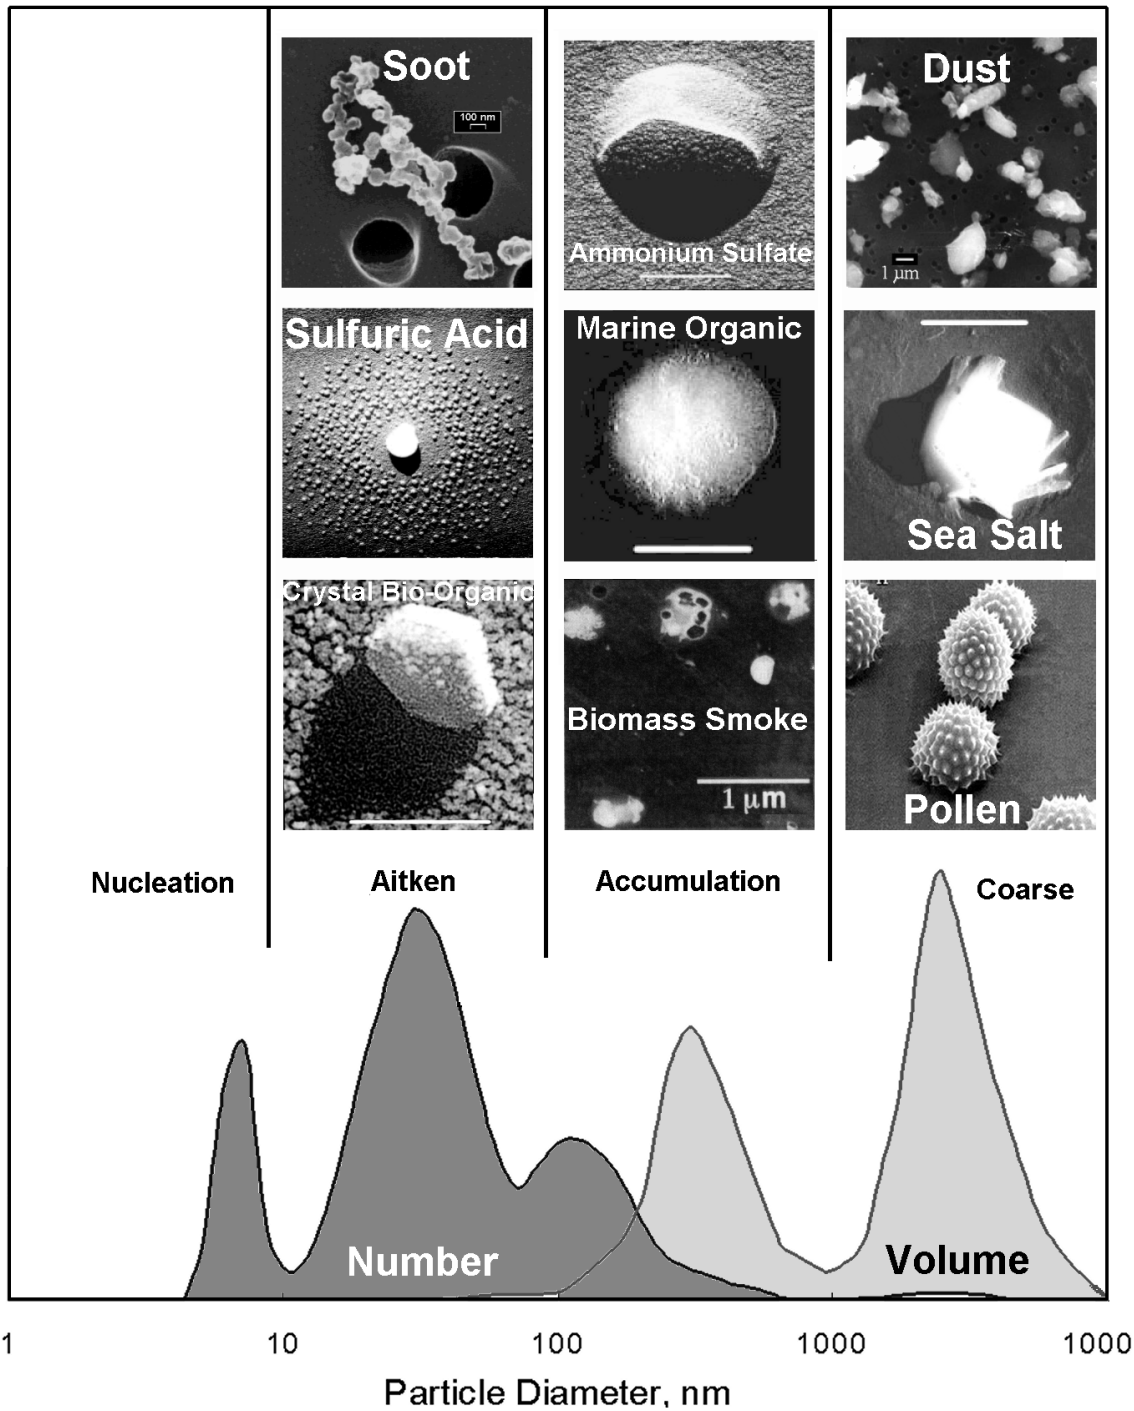 Soot
100 nm
Ammonium Sulfate
Dust
1 µm
Sulfuric Acid
Marine Organic
Sea Salt
Crystal Bio-Organic
Biomass Smoke
1 µm
Pollen
Nucleation
Aitken
Accumulation
Coarse
Number
Volume
1
10
100
1000
1000
Particle Diameter, nm